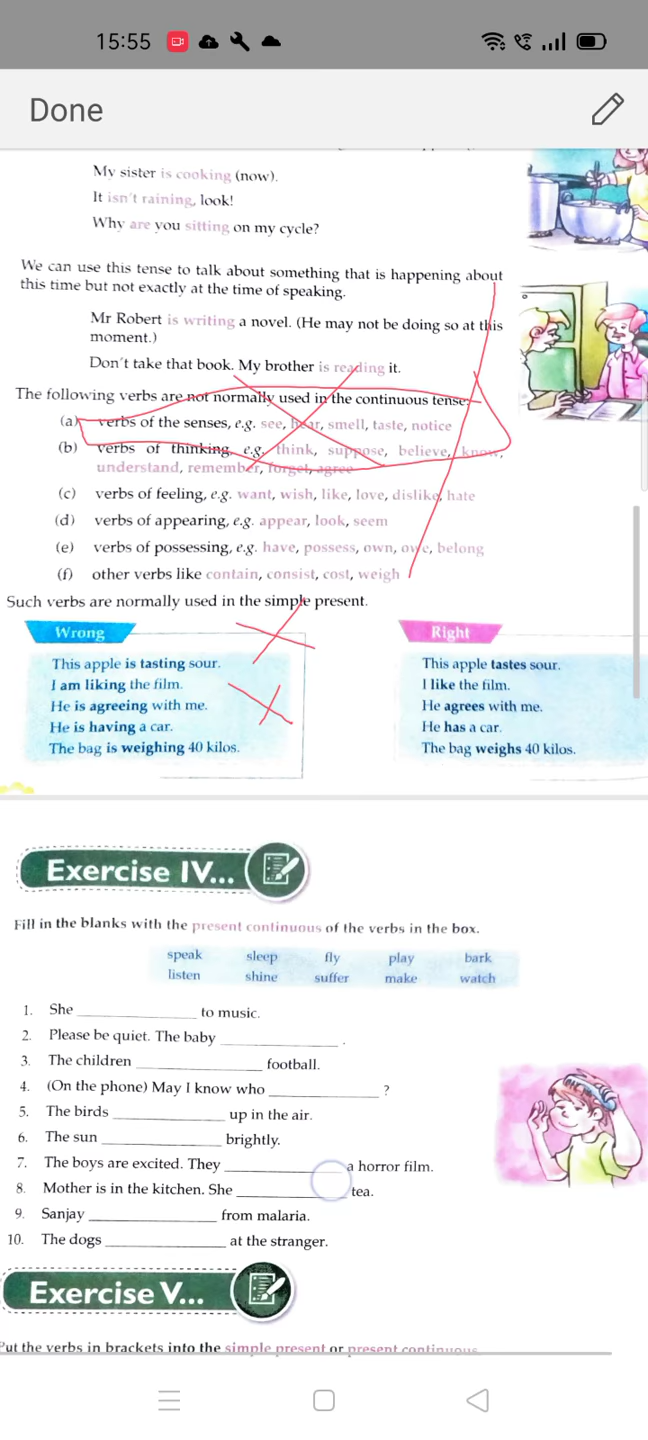 15:55
Done
My sister is cooking (now).
It isn't raining, look!
Why are you sitting on my cycle?
We can use this tense to talk about something that is happening about
this time but not exactly at the time of speaking.
Mr Robert is writing a novel. (He may not be doing so at this
moment.)
Don't take that book. My brother is reading it.
The following verbs are not normally used in the continuous tense:
(a) verbs of the senses, e.g. see, hear, smell, taste, notice
(b) verbs of thinking, e.g. think, suppose, believe, know,
understand, remember, forget, agree
(c) verbs of feeling, e.g. want, wish, like, love, dislike, hate
(d) verbs of appearing, e.g. appear, look, seem
(e) verbs of possessing, e.g. have, possess, own, owe, belong
(f) other verbs like contain, consist, cost, weigh
Such verbs are normally used in the simple present.
Wrong
This apple is tasting sour.
I am liking the film.
He is agreeing with me.
He is having a car.
The bag is weighing 40 kilos.
Right
This apple tastes sour.
I like the film.
He agrees with me.
He has a car.
The bag weighs 40 kilos.
Exercise IV...
Fill in the blanks with the present continuous of the verbs in the box.
speak sleep fly play bark
listen shine suffer make watch
1. She ____________ to music.
2. Please be quiet. The baby ____________ .
3. The children ____________ football.
4. (On the phone) May I know who ____________ ?
5. The birds ____________ up in the air.
6. The sun ____________ brightly.
7. The boys are excited. They ____________ a horror film.
8. Mother is in the kitchen. She ____________ tea.
9. Sanjay ____________ from malaria.
10. The dogs ____________ at the stranger.
Exercise V...
Put the verbs in brackets into the simple present or present continuous